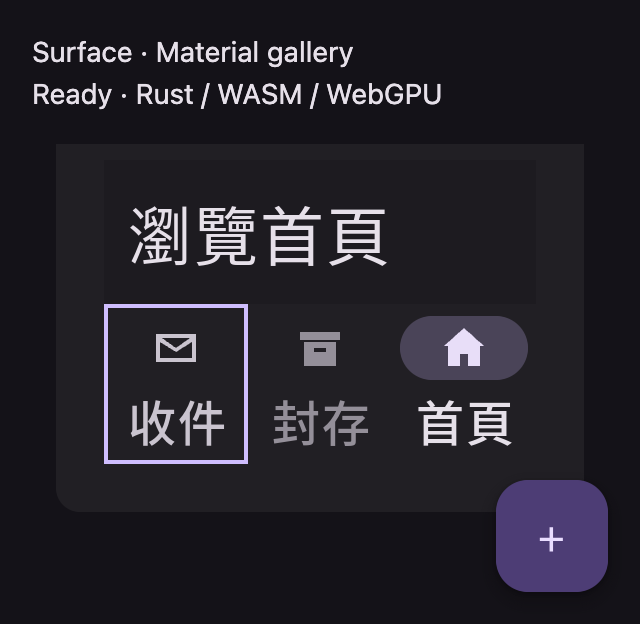 Surface · Material gallery
Ready · Rust / WASM / WebGPU
瀏覽首頁
收件 封存 首頁
+